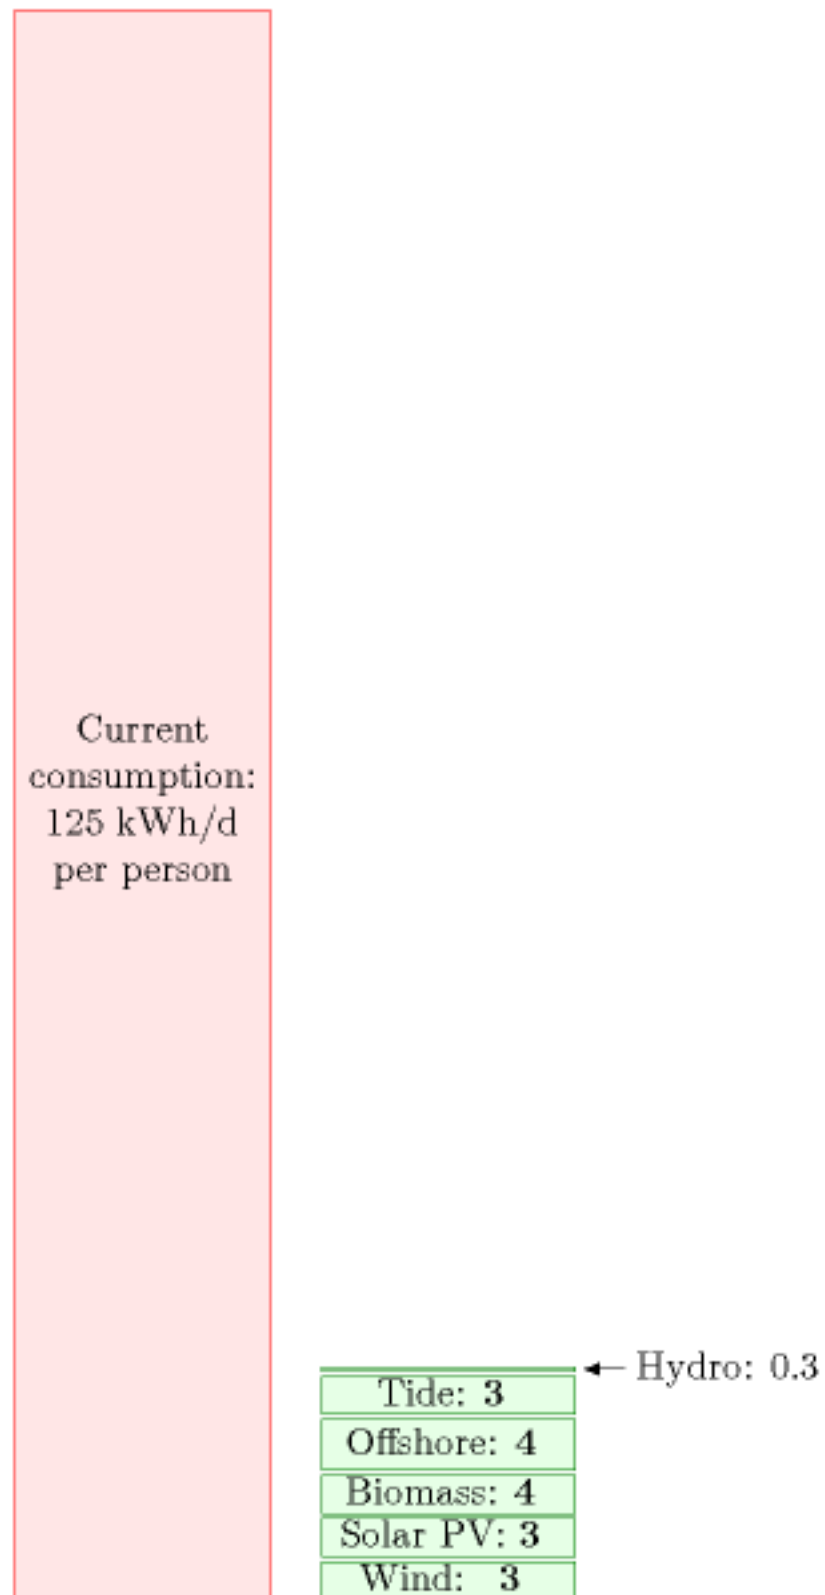 Current
consumption:
125 kWh/d
per person
Hydro: 0.3
Tide: 3
Offshore: 4
Biomass: 4
Solar PV: 3
Wind: 3